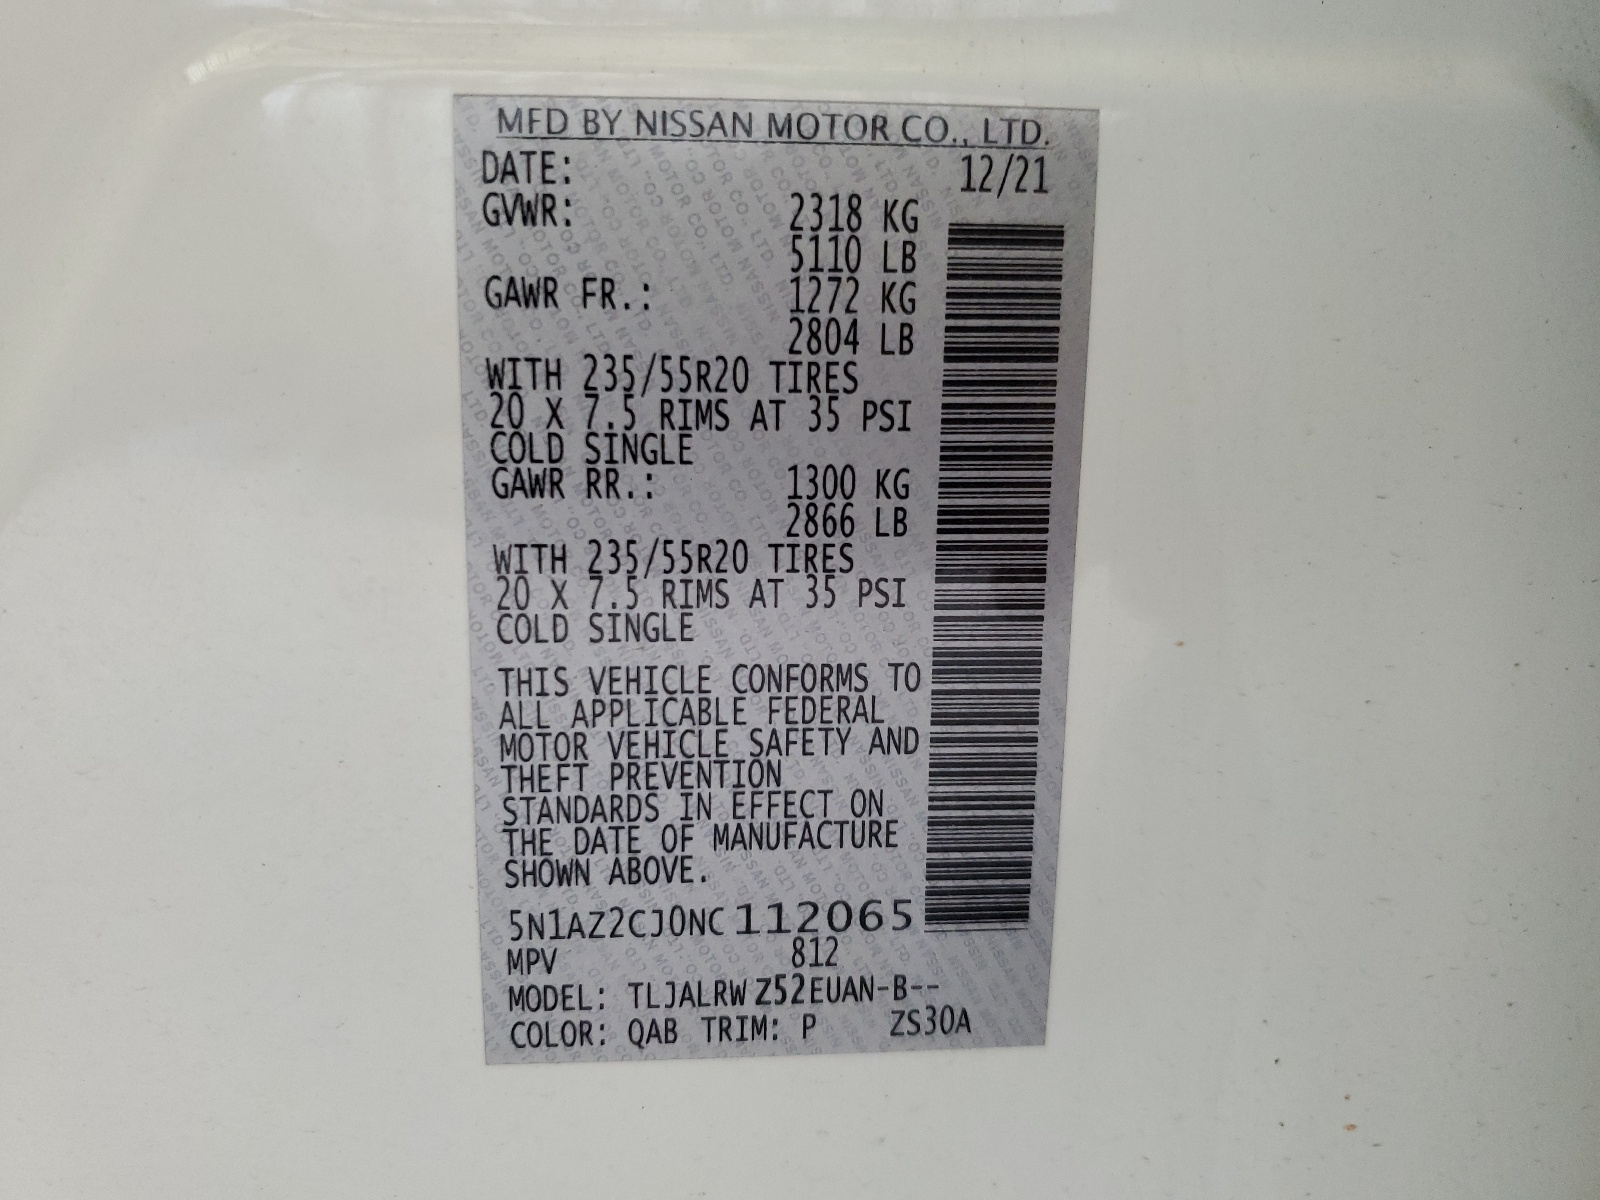 MFD BY NISSAN MOTOR CO., LTD.
DATE: 12/21
GVWR: 2318 KG
5110 LB
GAWR FR.: 1272 KG
2804 LB
WITH 235/55R20 TIRES
20 X 7.5 RIMS AT 35 PSI
COLD SINGLE
GAWR RR.: 1300 KG
2866 LB
WITH 235/55R20 TIRES
20 X 7.5 RIMS AT 35 PSI
COLD SINGLE
THIS VEHICLE CONFORMS TO
ALL APPLICABLE FEDERAL
MOTOR VEHICLE SAFETY AND
THEFT PREVENTION
STANDARDS IN EFFECT ON
THE DATE OF MANUFACTURE
SHOWN ABOVE.
5N1AZ2CJ0NC112065
MPV 812
MODEL: TLJALRW Z52EUAN-B--
COLOR: QAB TRIM: P ZS30A